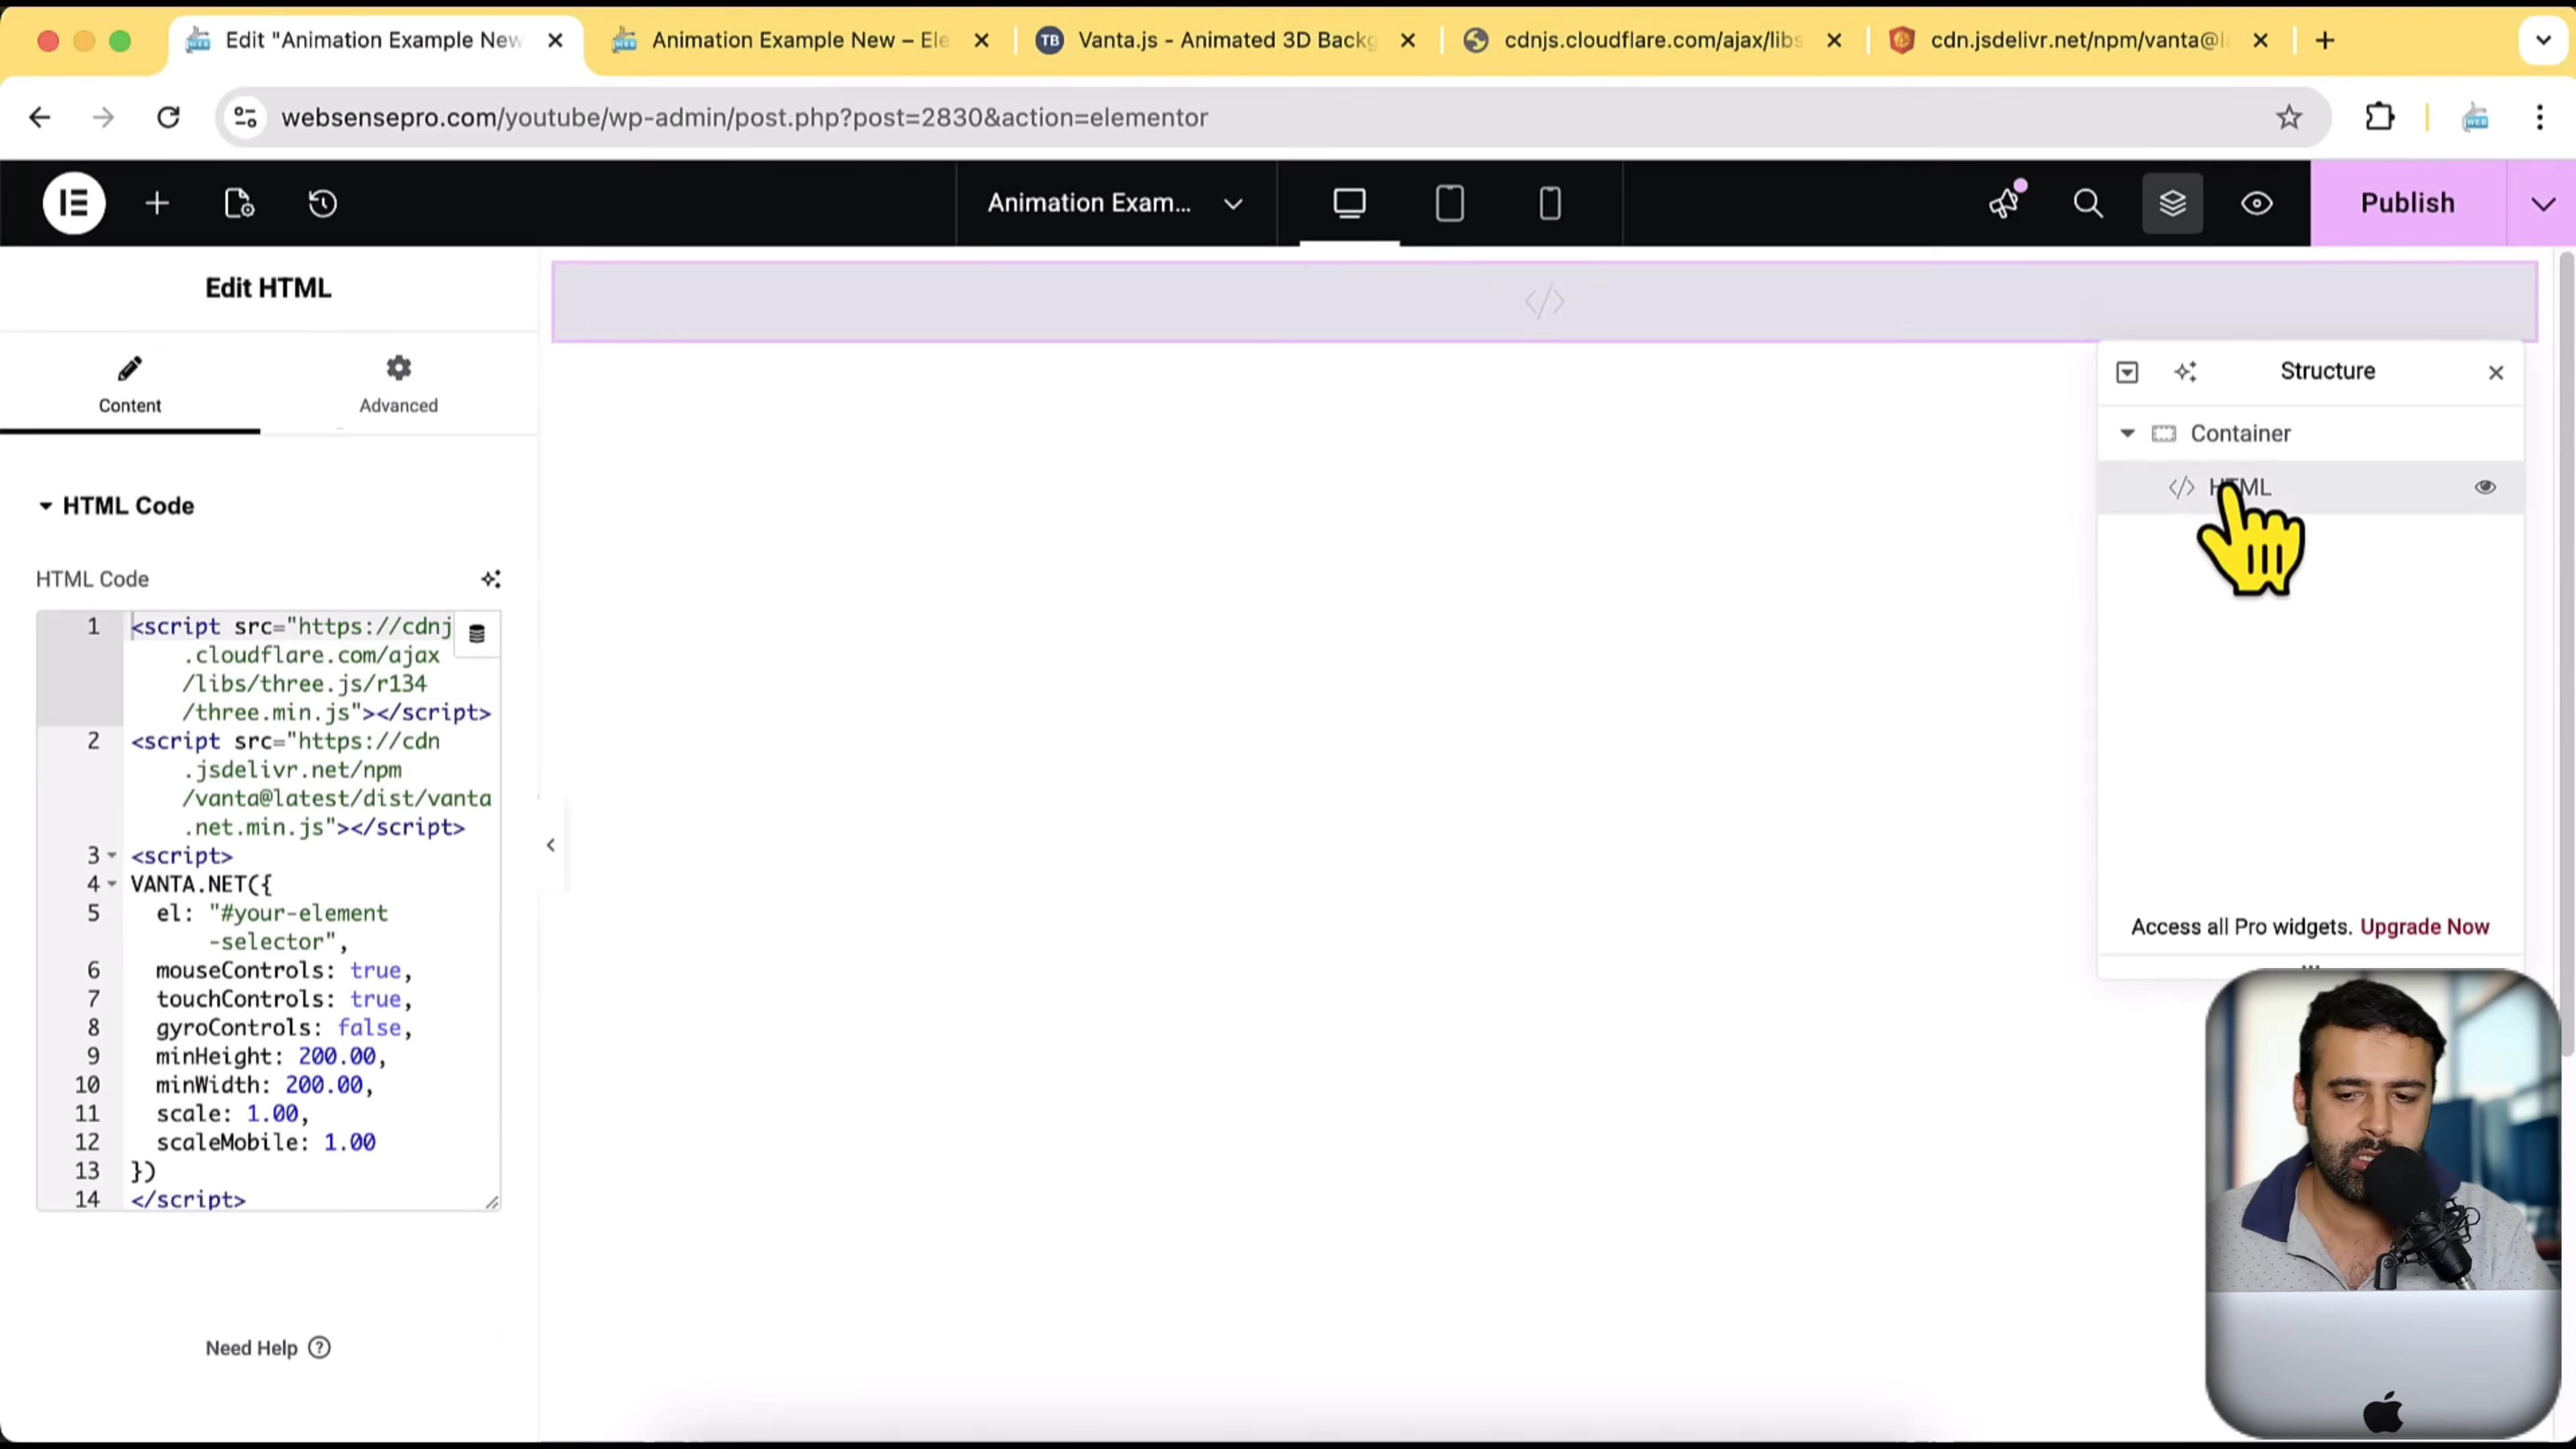 Edit "Animation Example New
Animation Example New – Ele
TB Vanta.js - Animated 3D Backg
cdnjs.cloudflare.com/ajax/libs
cdn.jsdelivr.net/npm/vanta@l
websensepro.com/youtube/wp-admin/post.php?post=2830&action=elementor
WEB
Animation Exam...
Publish
Edit HTML
Content
Advanced
HTML Code
HTML Code
1 <script src="https://cdnj
.cloudflare.com/ajax
/libs/three.js/r134
/three.min.js"></script>
2 <script src="https://cdn
.jsdelivr.net/npm
/vanta@latest/dist/vanta
.net.min.js"></script>
3 <script>
4 VANTA.NET({
5 el: "#your-element
-selector",
6 mouseControls: true,
7 touchControls: true,
8 gyroControls: false,
9 minHeight: 200.00,
10 minWidth: 200.00,
11 scale: 1.00,
12 scaleMobile: 1.00
13 })
14 </script>
Need Help ?
</>
Structure
Container
</> HTML
Access all Pro widgets. Upgrade Now